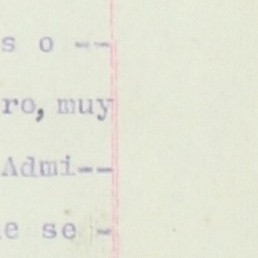 s o --
ro, muy
Admi--
e se -